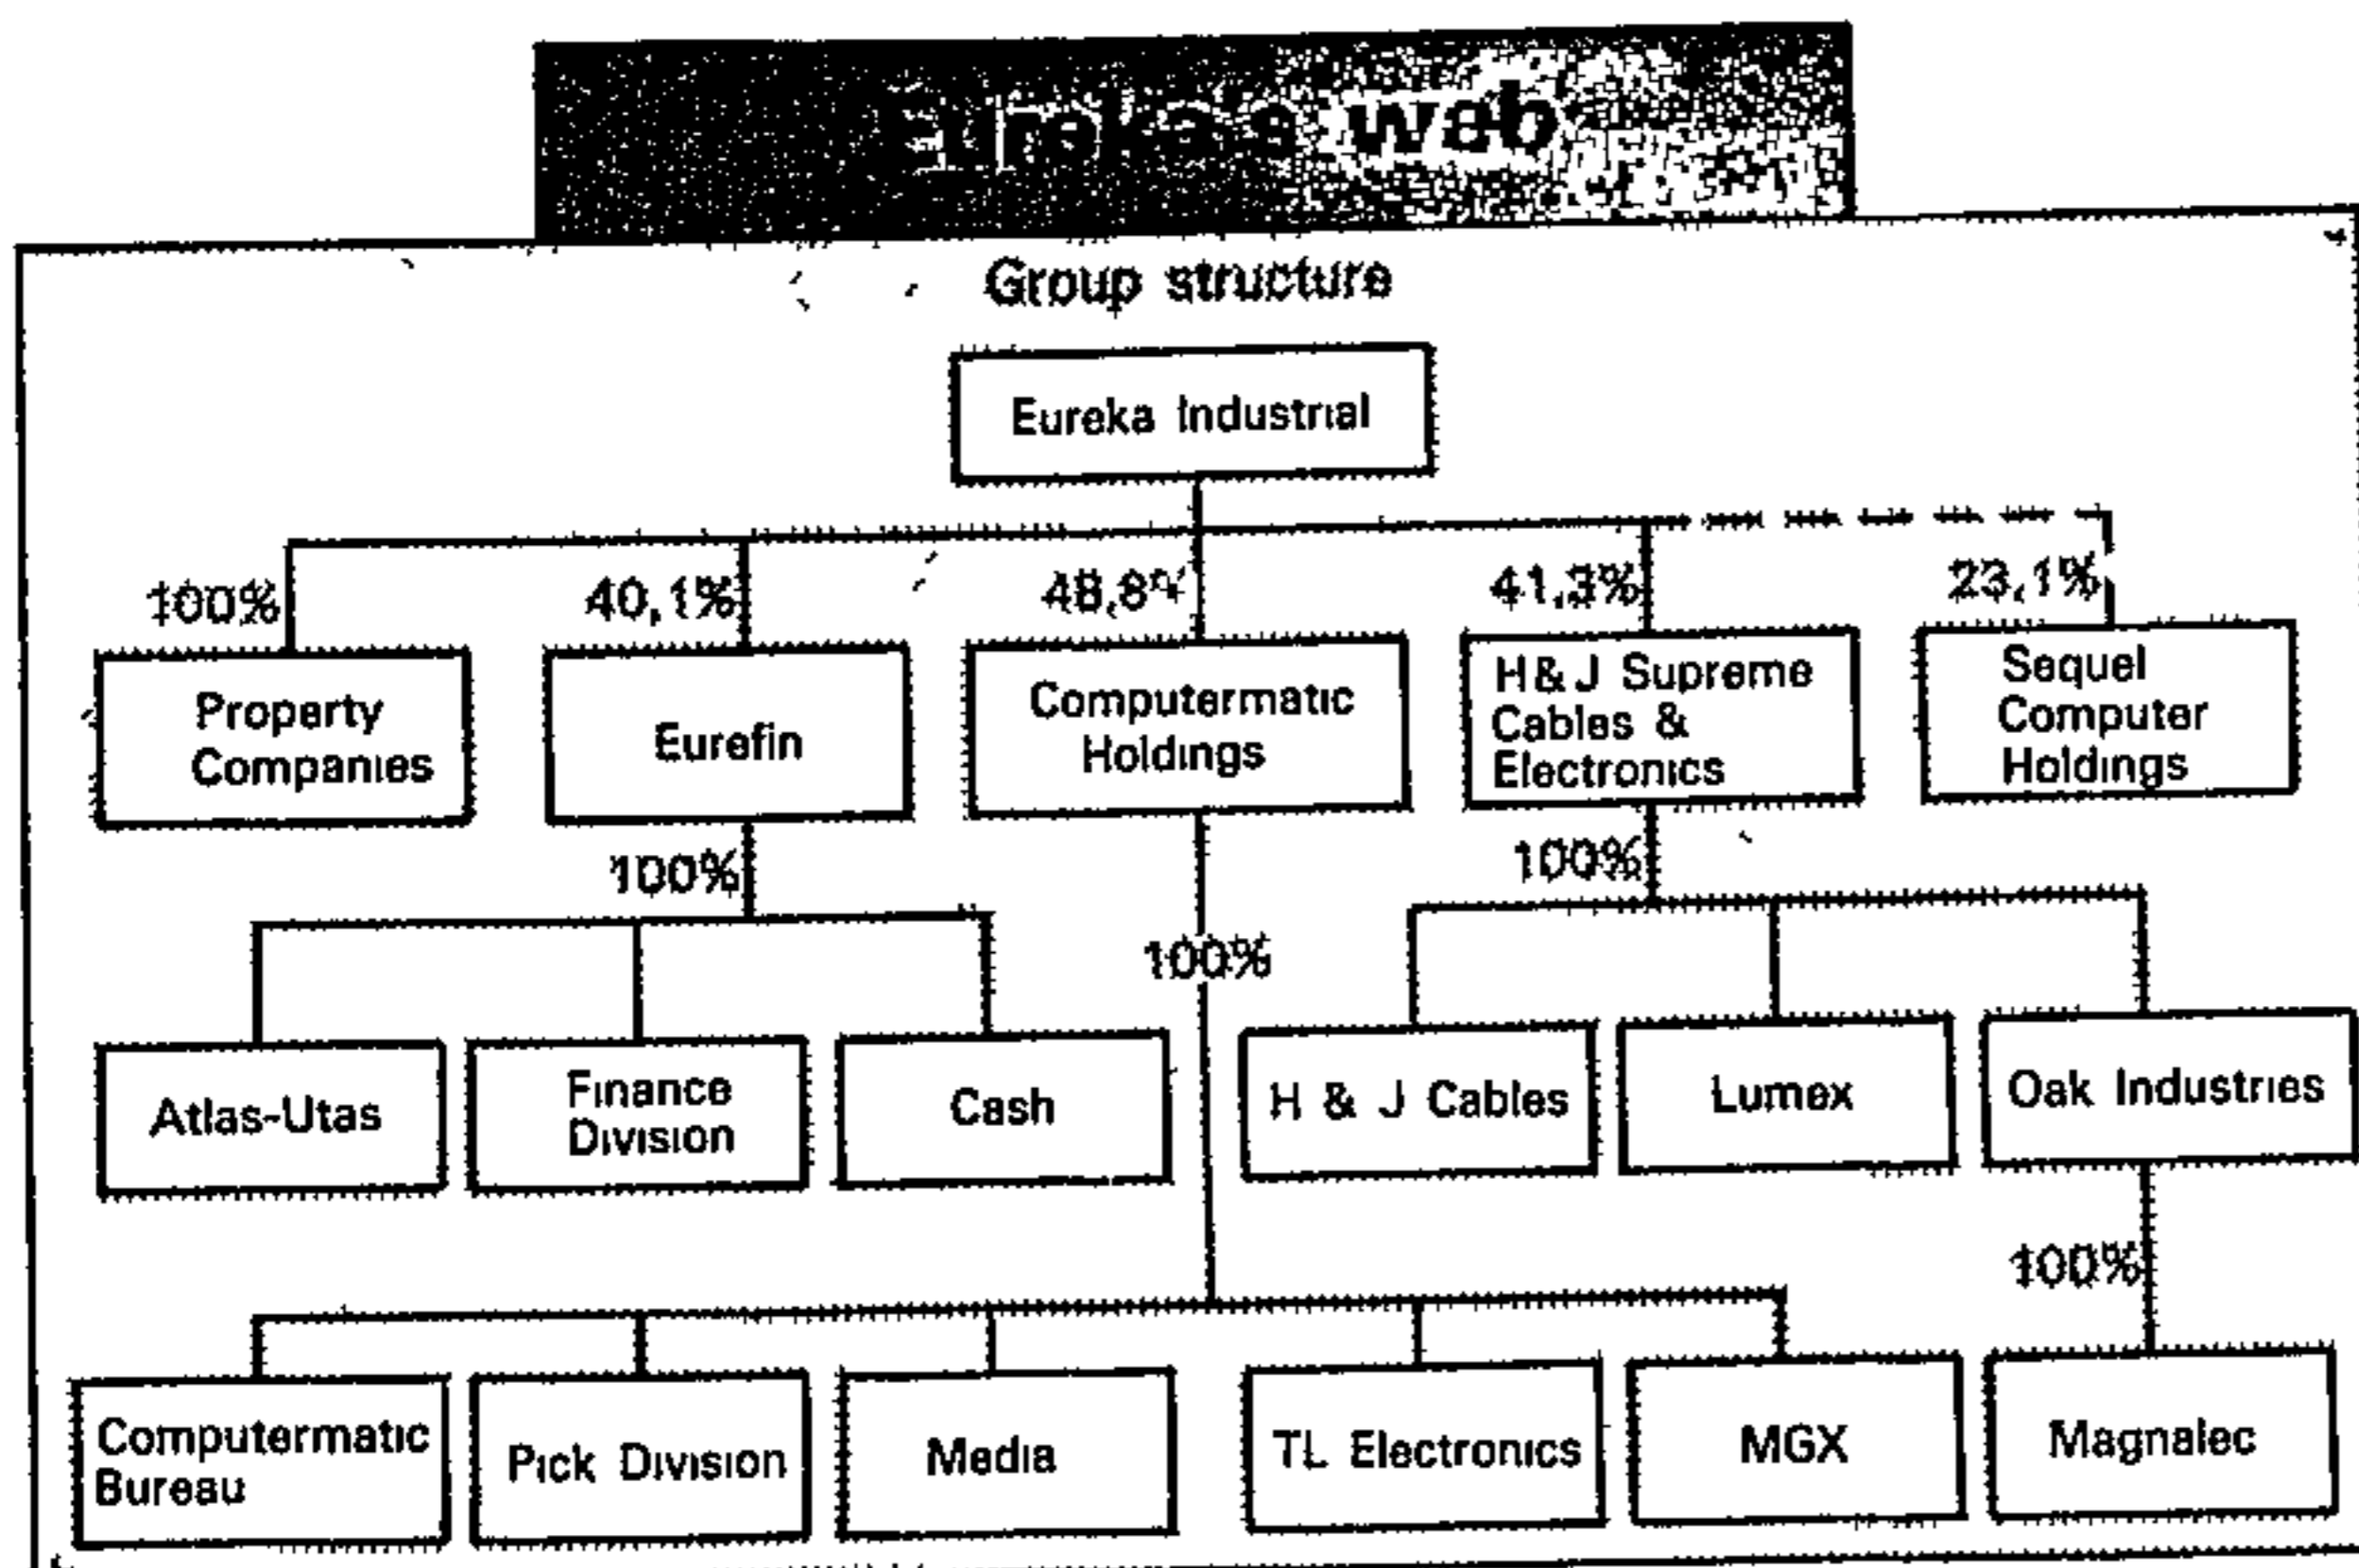 Eureka's web
Group structure
Eureka Industrial
100%
40,1%
48,8%
41,3%
23,1%
Property
Companies
Eurefin
Computermatic
Holdings
H & J Supreme
Cables &
Electronics
Sequel
Computer
Holdings
100%
100%
100%
Atlas-Utas
Finance
Division
Cash
H & J Cables
Lumex
Oak Industries
100%
Computermatic
Bureau
Pick Division
Media
TL Electronics
MGX
Magnalec